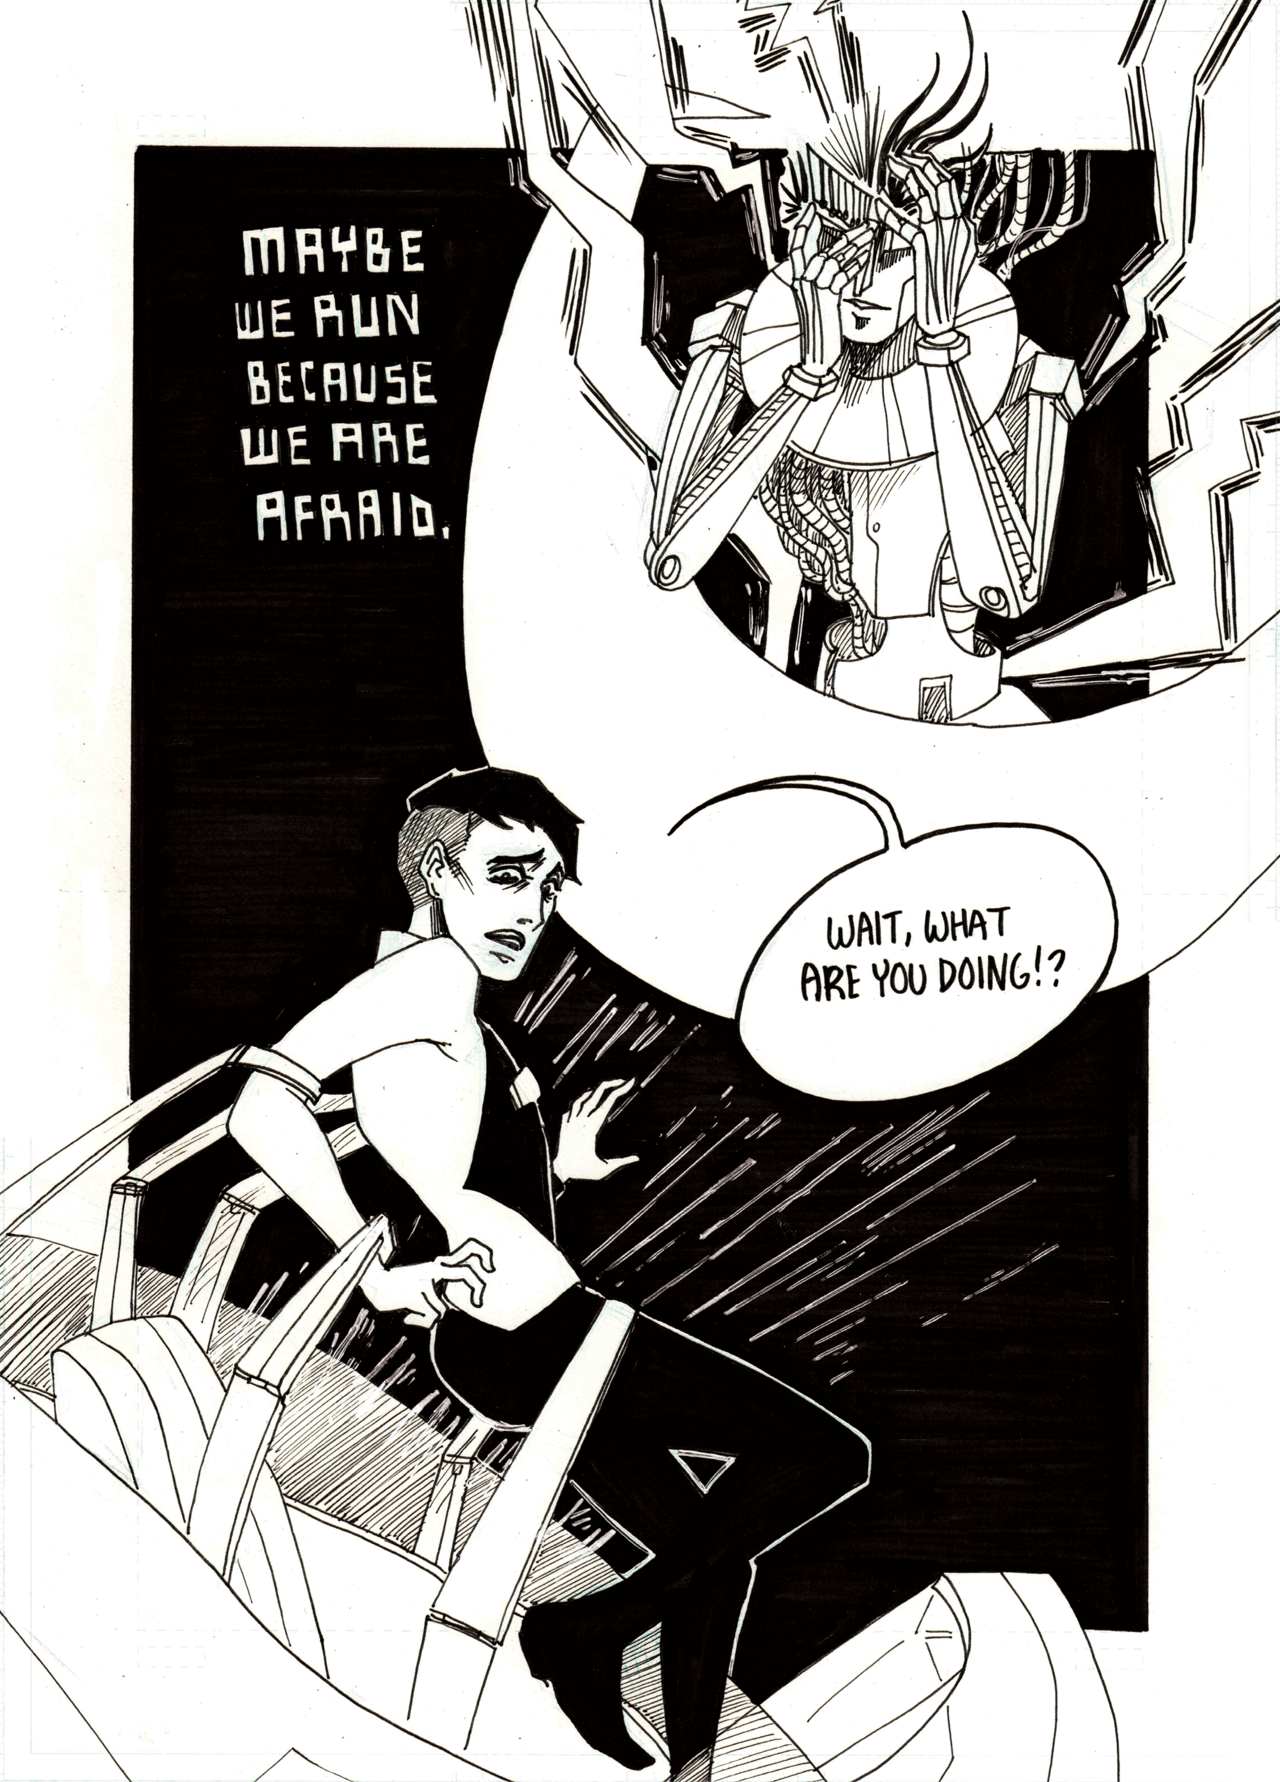 MAYBE
WE RUN
BECAUSE
WE ARE
AFRAID.
WAIT, WHAT
ARE YOU DOING!?